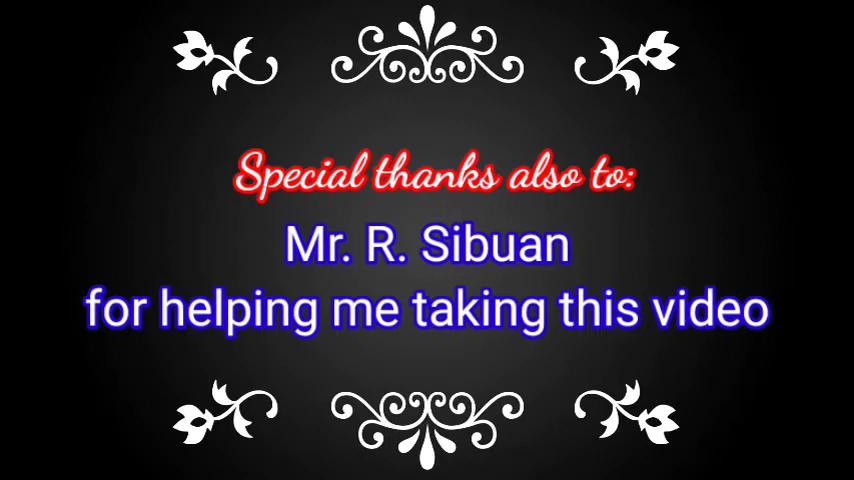 Special thanks also to:
Mr. R. Sibuan
for helping me taking this video